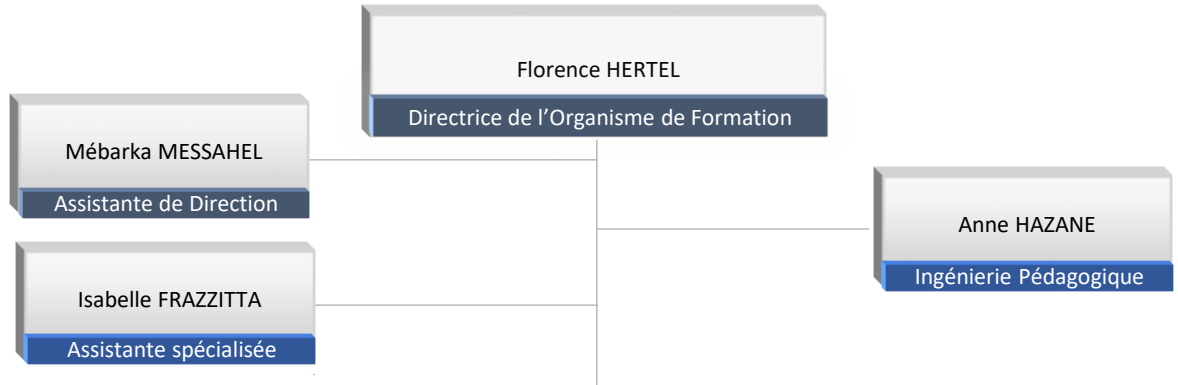 Florence HERTEL
Directrice de l'Organisme de Formation
Mébarka MESSAHEL
Assistante de Direction
Anne HAZANE
Ingénierie Pédagogique
Isabelle FRAZZITTA
Assistante spécialisée